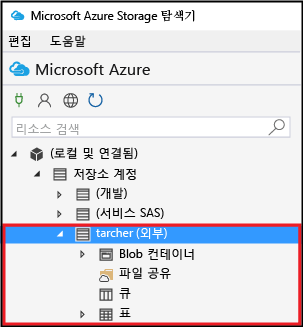 Microsoft Azure Storage 탐색기
편집 도움말
Microsoft Azure
리소스 검색
(로컬 및 연결됨)
저장소 계정
(개발)
(서비스 SAS)
tarcher (외부)
Blob 컨테이너
파일 공유
큐
표